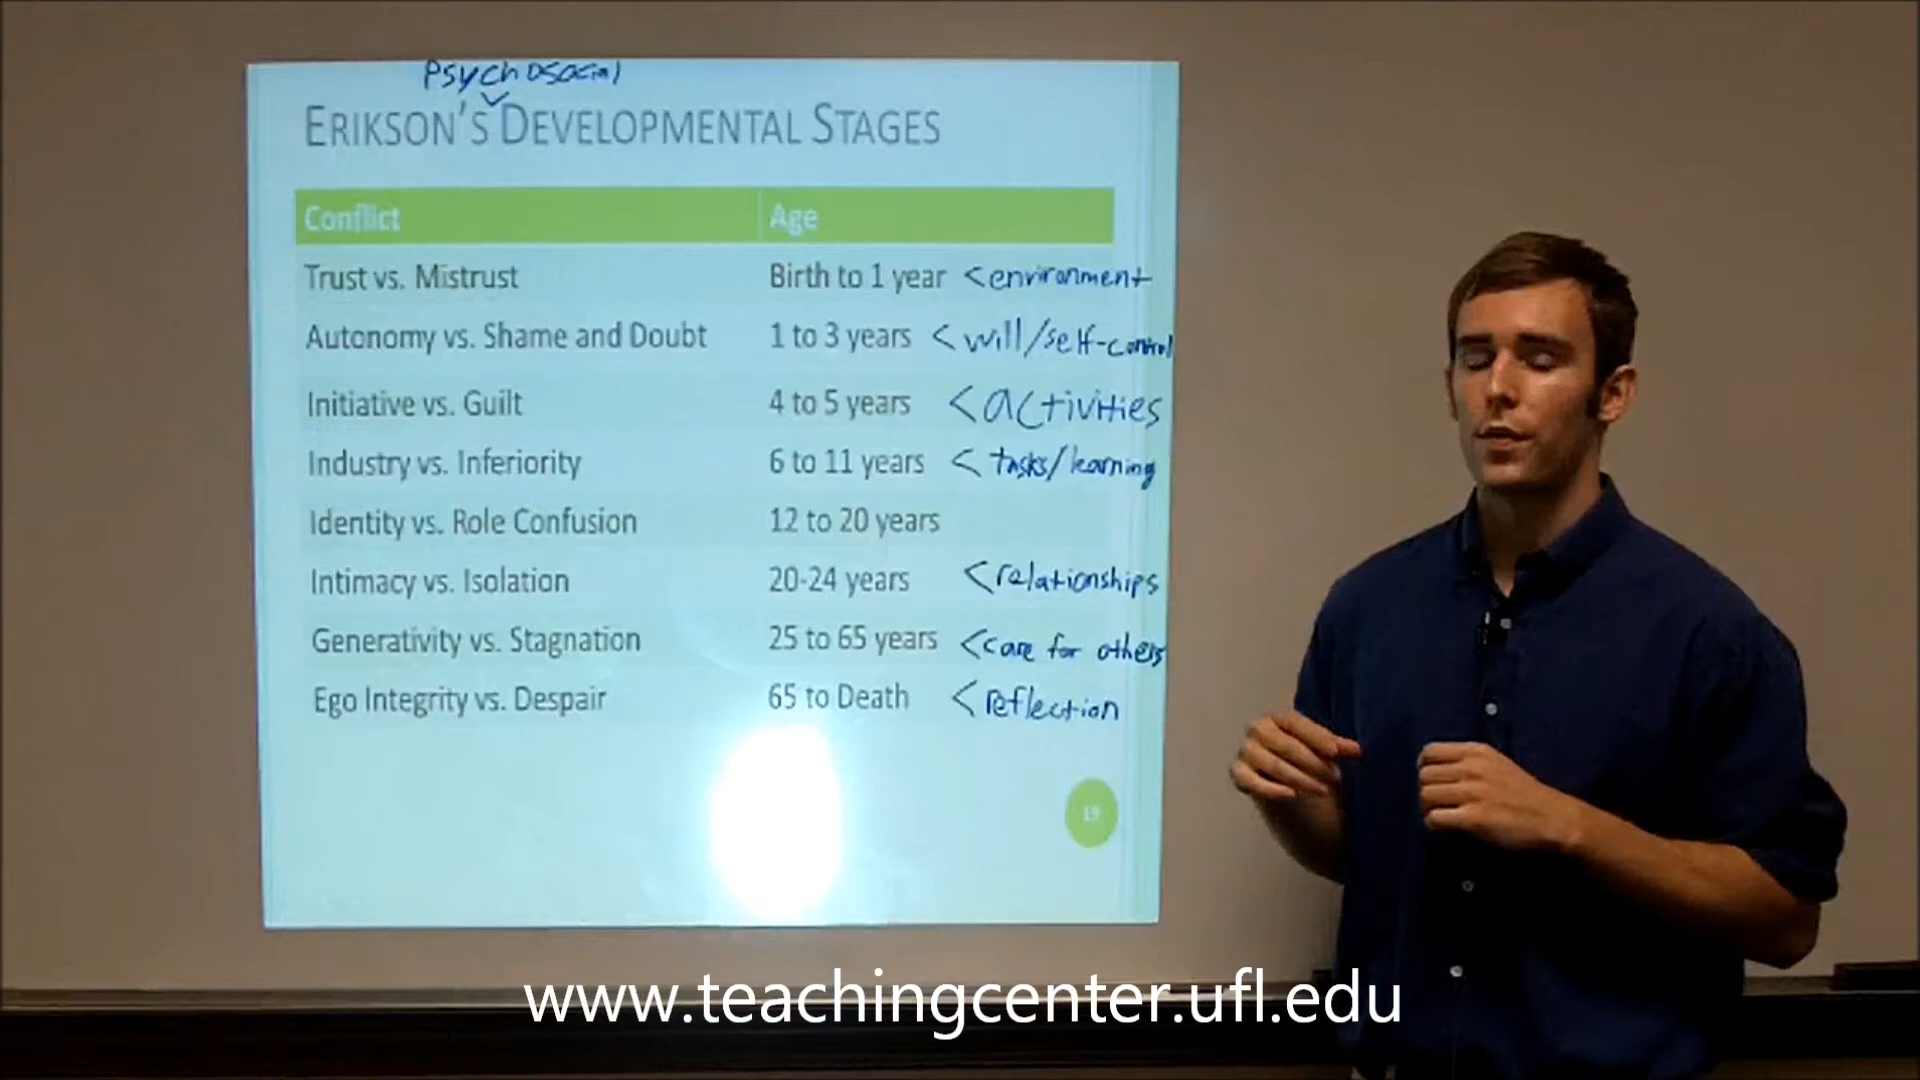 Psychosocial
ERIKSON'S DEVELOPMENTAL STAGES
Conflict Age
Trust vs. Mistrust Birth to 1 year <environment
Autonomy vs. Shame and Doubt 1 to 3 years <will/self-control
Initiative vs. Guilt 4 to 5 years <activities
Industry vs. Inferiority 6 to 11 years <tasks/learning
Identity vs. Role Confusion 12 to 20 years
Intimacy vs. Isolation 20-24 years <relationships
Generativity vs. Stagnation 25 to 65 years <care for others
Ego Integrity vs. Despair 65 to Death <reflection
19
www.teachingcenter.ufl.edu